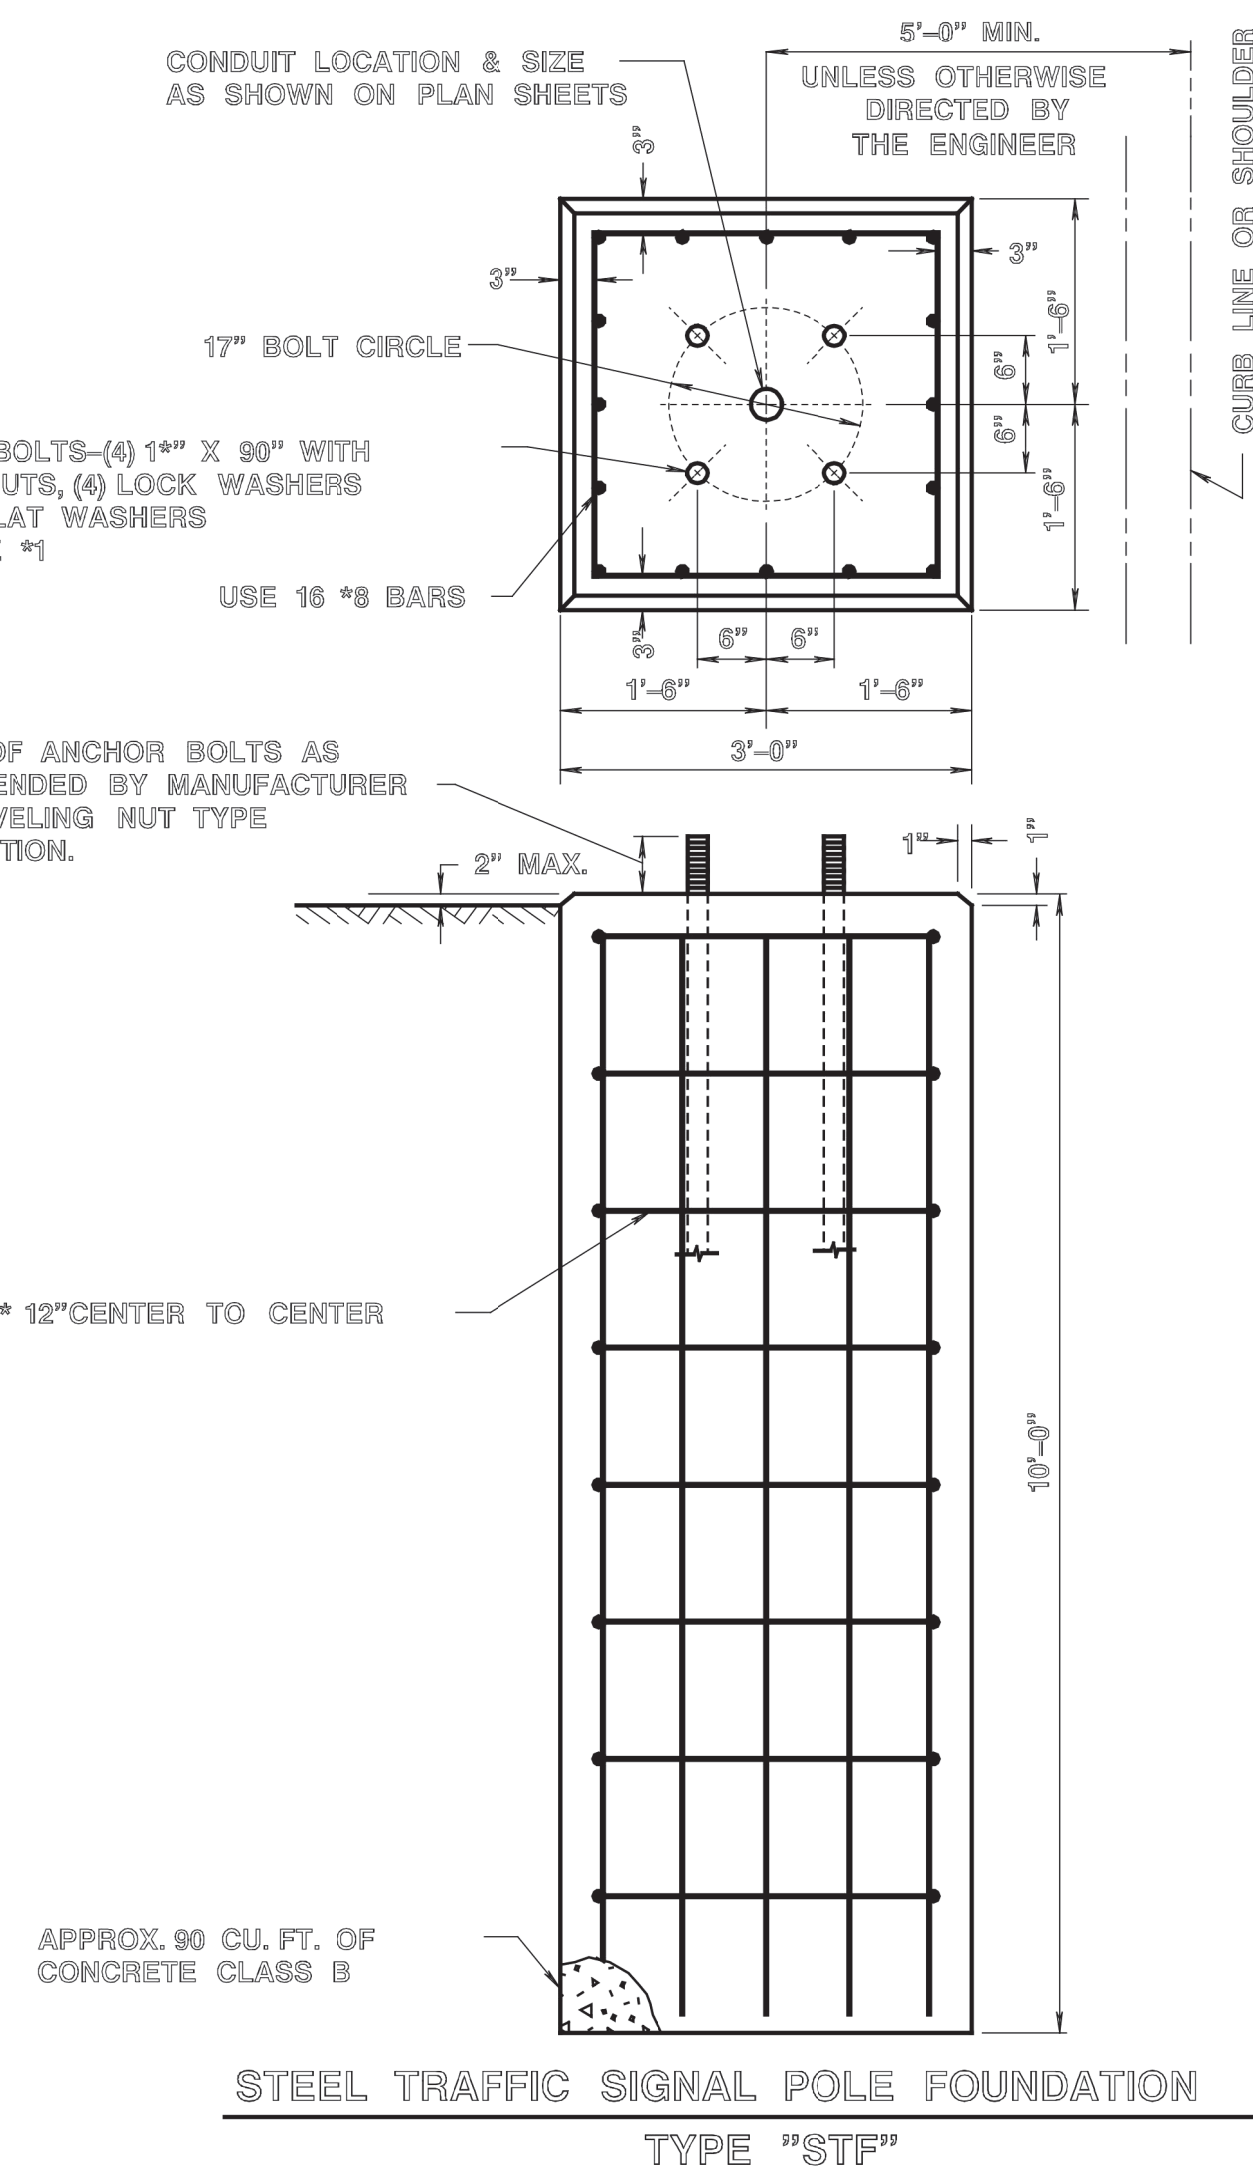 CONDUIT LOCATION & SIZE
AS SHOWN ON PLAN SHEETS
5'-0" MIN.
UNLESS OTHERWISE
DIRECTED BY
THE ENGINEER
CURB LINE OR SHOULDER
3"
3"
3"
17" BOLT CIRCLE
1'-6"
6"
6"
1'-6"
BOLTS-(4) 1*" X 90" WITH
UTS, (4) LOCK WASHERS
LAT WASHERS
*1
USE 16 *8 BARS
3"
6" 6"
1'-6" 1'-6"
3'-0"
OF ANCHOR BOLTS AS
ENDED BY MANUFACTURER
VELING NUT TYPE
TION.
2" MAX.
1"
1"
* 12"CENTER TO CENTER
10'-0"
APPROX. 90 CU. FT. OF
CONCRETE CLASS B
STEEL TRAFFIC SIGNAL POLE FOUNDATION
TYPE "STF"